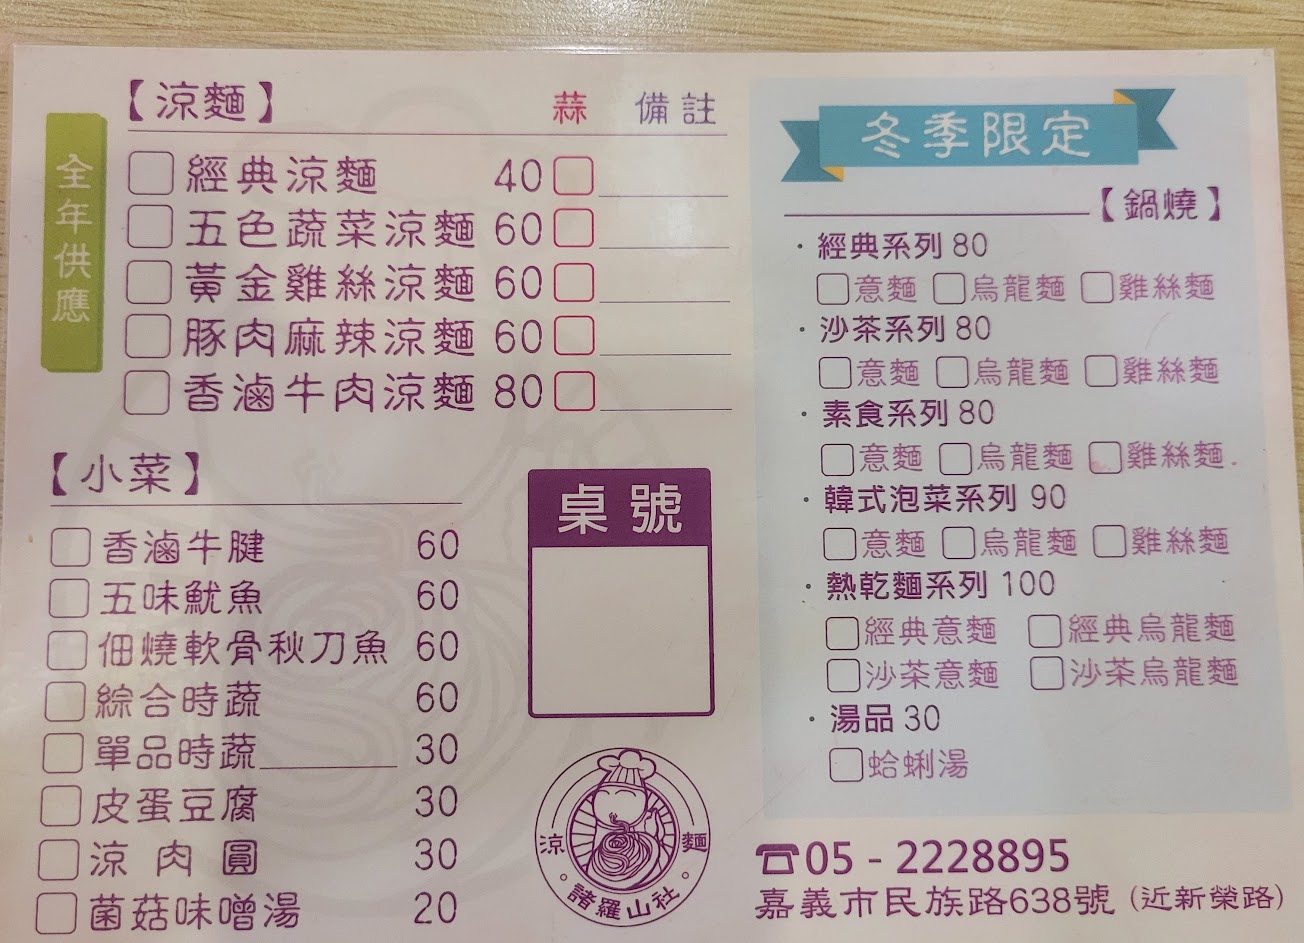 全年供應
【涼麵】 蒜 備註
經典涼麵 40
五色蔬菜涼麵 60
黃金雞絲涼麵 60
豚肉麻辣涼麵 60
香滷牛肉涼麵 80
【小菜】
香滷牛腱 60
五味魷魚 60
佃燒軟骨秋刀魚 60
綜合時蔬 60
單品時蔬 30
皮蛋豆腐 30
涼肉圓 30
菌菇味噌湯 20
桌號
涼 麵
諸羅山社
冬季限定
【鍋燒】
·經典系列 80
意麵 烏龍麵 雞絲麵
·沙茶系列 80
意麵 烏龍麵 雞絲麵
·素食系列 80
意麵 烏龍麵 雞絲麵
·韓式泡菜系列 90
意麵 烏龍麵 雞絲麵
·熱乾麵系列 100
經典意麵 經典烏龍麵
沙茶意麵 沙茶烏龍麵
·湯品 30
蛤蜊湯
☎05 - 2228895
嘉義市民族路638號 (近新榮路)